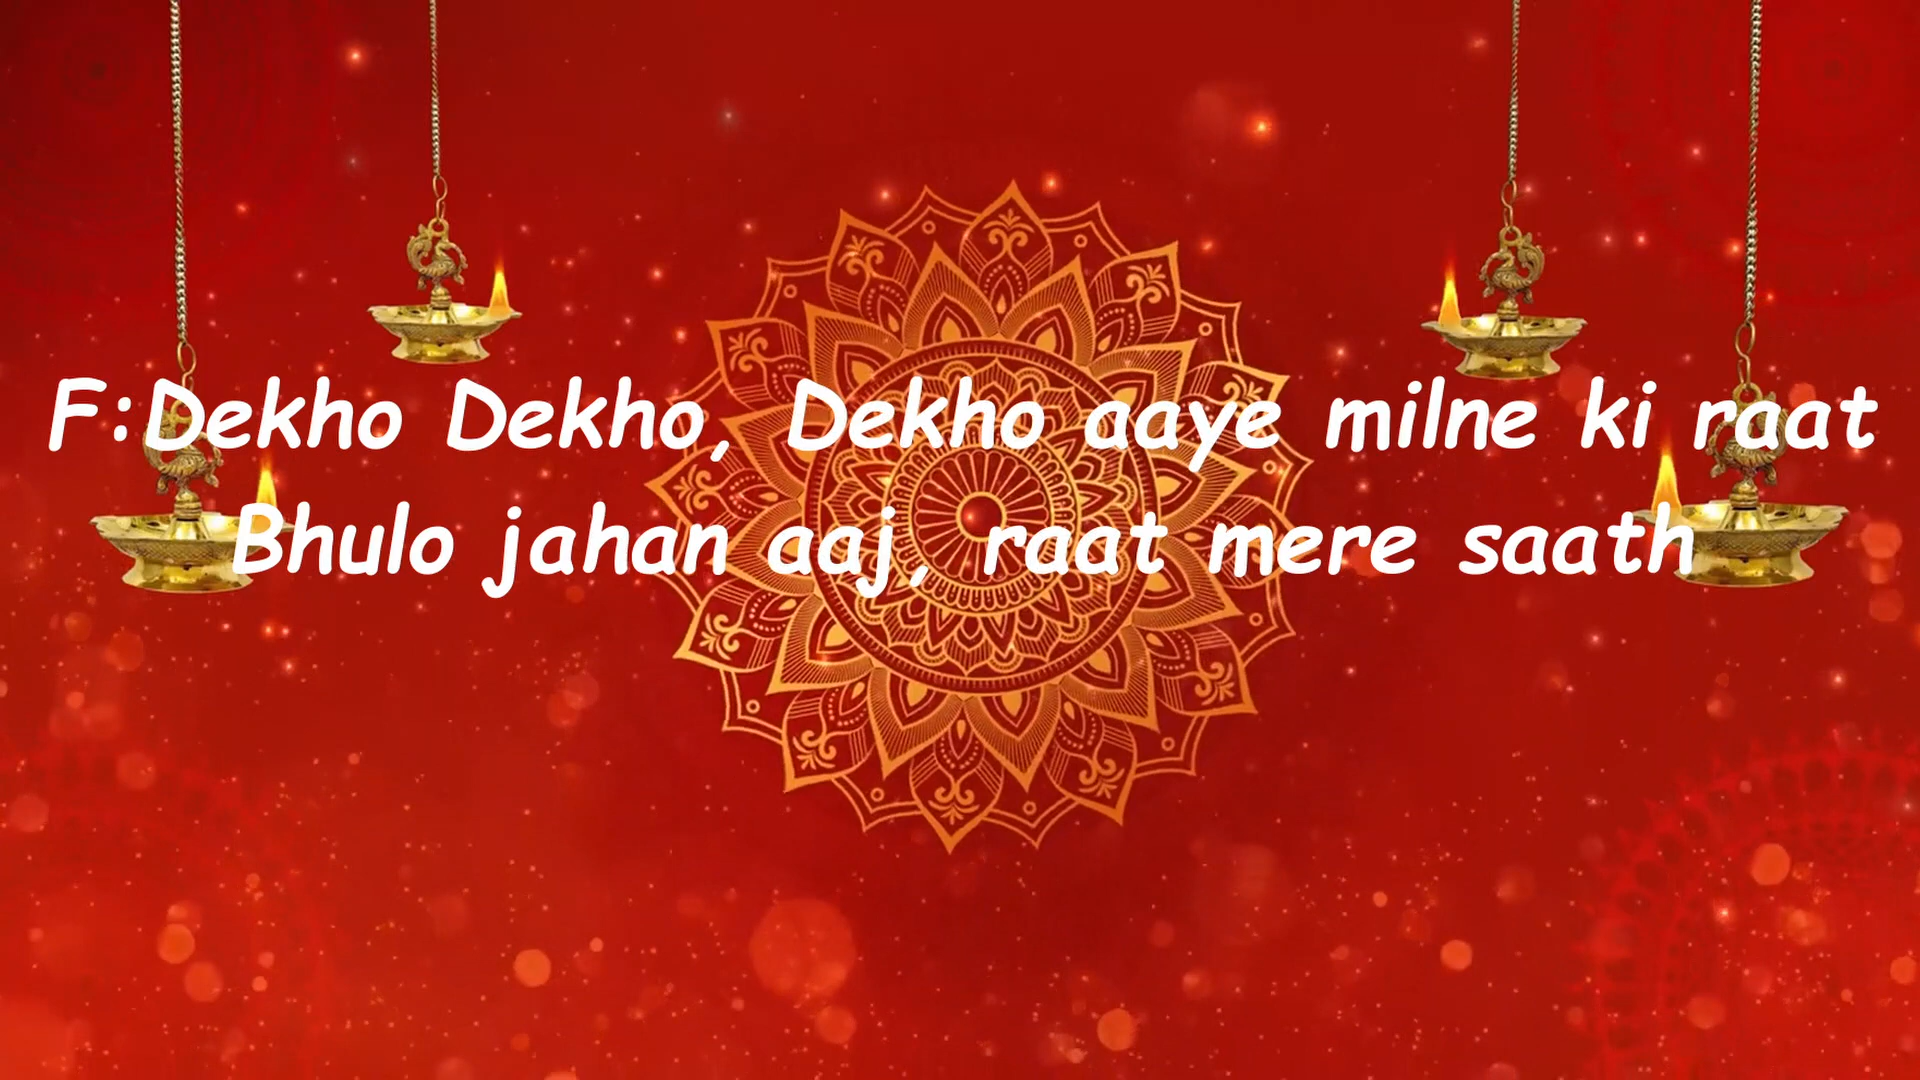 F:Dekho Dekho, Dekho aaye milne ki raat
Bhulo jahan aaj, raat mere saath